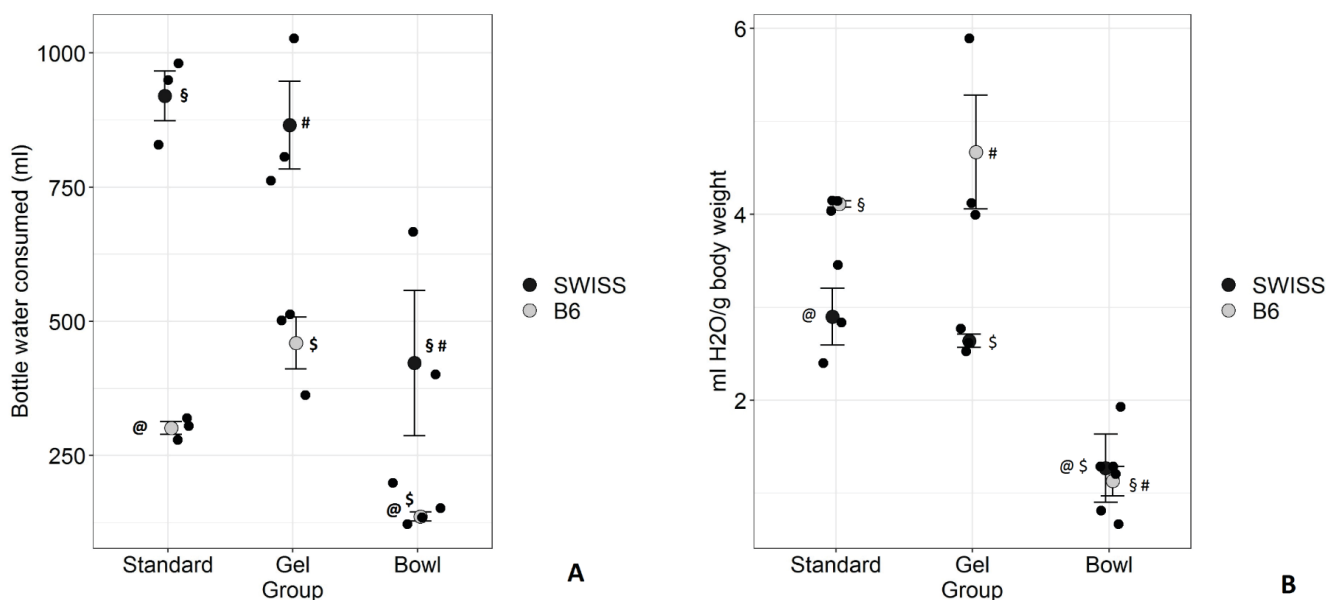 Bottle water consumed (ml)
1000
750
500
250
§
#
§ #
$
@
$
@
Standard
Gel
Bowl
Group
SWISS
B6
A
ml H2O/g body weight
6
4
2
#
§
@
$
@ $
§ #
Standard
Gel
Bowl
Group
SWISS
B6
B